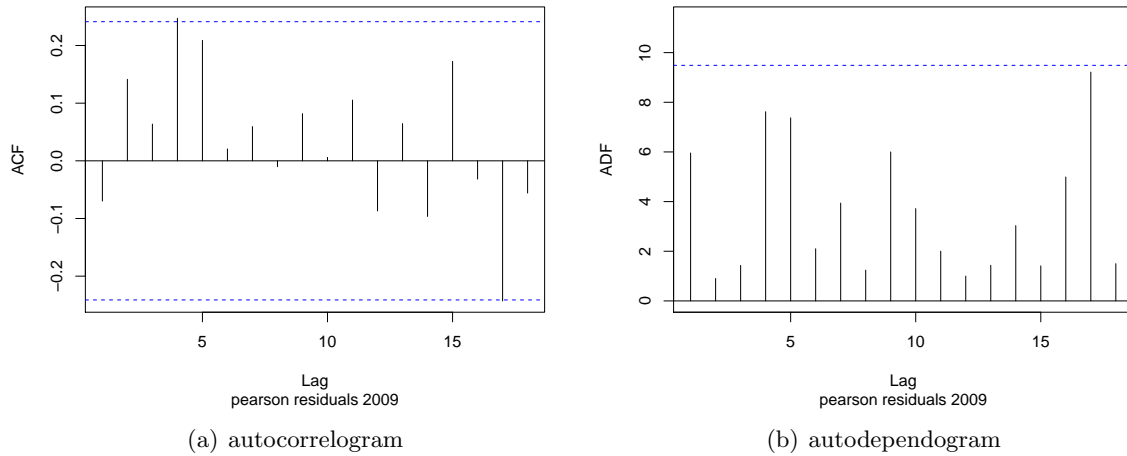 ACF
0.2
0.1
0.0
−0.1
−0.2
5
10
15
Lag
pearson residuals 2009
(a) autocorrelogram
ADF
10
8
6
4
2
0
5
10
15
Lag
pearson residuals 2009
(b) autodependogram